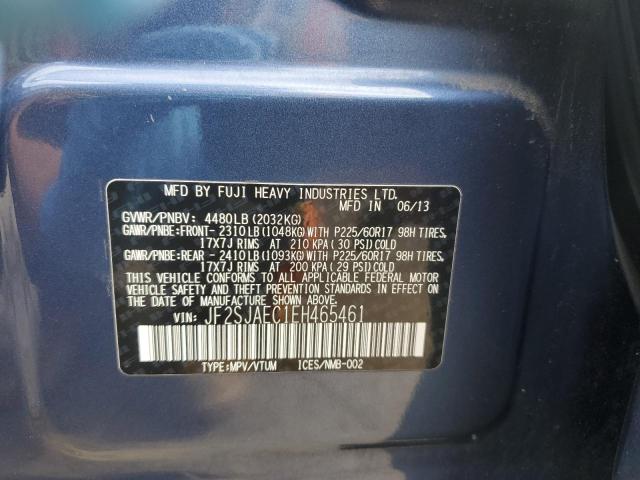 MFD BY FUJI HEAVY INDUSTRIES LTD.
MFD IN 06/13
GVWR/PNBV: 4480LB(2032KG)
GAWR/PNBE:FRONT- 2310LB(1048KG)WITH P225/60R17 98H TIRES,
17X7J RIMS AT 210 KPA(30 PSI)COLD
GAWR/PNBE:REAR - 2410LB(1093KG)WITH P225/60R17 98H TIRES,
17X7J RIMS AT 200 KPA(29 PSI)COLD
THIS VEHICLE CONFORMS TO ALL APPLICABLE FEDERAL MOTOR
VEHICLE SAFETY AND THEFT PREVENTION STANDARDS IN EFFECT
ON THE DATE OF MANUFACTURE SHOWN ABOVE.
VIN: JF2SJAEC1EH465461
TYPE:MPV/VTUM ICES/NMB-002